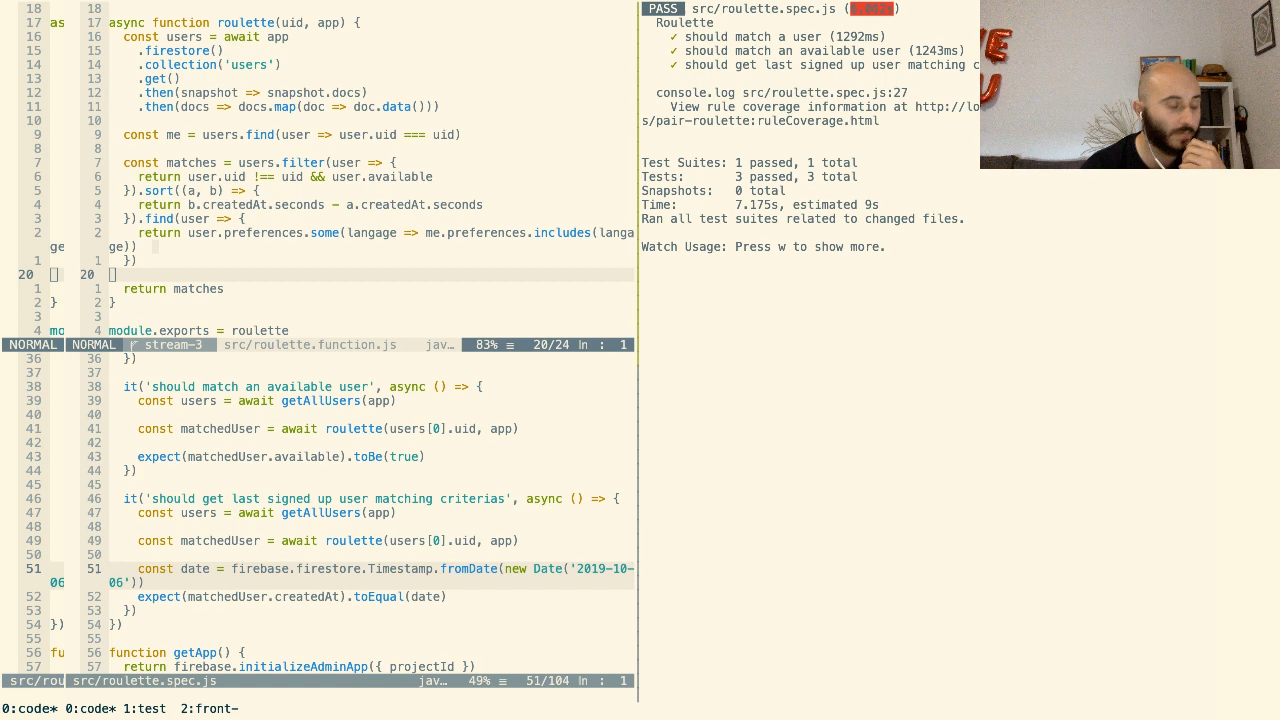 18 18
17 as 17 async function roulette(uid, app) {
16 16 const users = await app
15 15 .firestore()
14 14 .collection('users')
13 13 .get()
12 12 .then(snapshot => snapshot.docs)
11 11 .then(docs => docs.map(doc => doc.data()))
10 10
9 9 const me = users.find(user => user.uid === uid)
8 8
7 7 const matches = users.filter(user => {
6 6 return user.uid !== uid && user.available
5 5 }).sort((a, b) => {
4 4 return b.createdAt.seconds - a.createdAt.seconds
3 3 }).find(user => {
2 2 return user.preferences.some(langage => me.preferences.includes(langa
ge ge))
1 1 })
20 20
1 1 return matches
2 } 2 }
3 3
4 mo 4 module.exports = roulette
NORMAL NORMAL stream-3 src/roulette.function.js jav… 83% ≡ 20/24 ln : 1
36 36 })
37 37
38 38 it('should match an available user', async () => {
39 39 const users = await getAllUsers(app)
40 40
41 41 const matchedUser = await roulette(users[0].uid, app)
42 42
43 43 expect(matchedUser.available).toBe(true)
44 44 })
45 45
46 46 it('should get last signed up user matching criterias', async () => {
47 47 const users = await getAllUsers(app)
48 48
49 49 const matchedUser = await roulette(users[0].uid, app)
50 50
51 51 const date = firebase.firestore.Timestamp.fromDate(new Date('2019-10-
06 06'))
52 52 expect(matchedUser.createdAt).toEqual(date)
53 53 })
54 }) 54 })
55 55
56 fu 56 function getApp() {
57 57 return firebase.initializeAdminApp({ projectId })
src/rou src/roulette.spec.js jav… 49% ≡ 51/104 ln : 1
0:code* 0:code* 1:test 2:front-
PASS src/roulette.spec.js (6.002s)
Roulette
✓ should match a user (1292ms)
✓ should match an available user (1243ms)
✓ should get last signed up user matching c
console.log src/roulette.spec.js:27
View rule coverage information at http://lo
s/pair-roulette:ruleCoverage.html
Test Suites: 1 passed, 1 total
Tests: 3 passed, 3 total
Snapshots: 0 total
Time: 7.175s, estimated 9s
Ran all test suites related to changed files.
Watch Usage: Press w to show more.